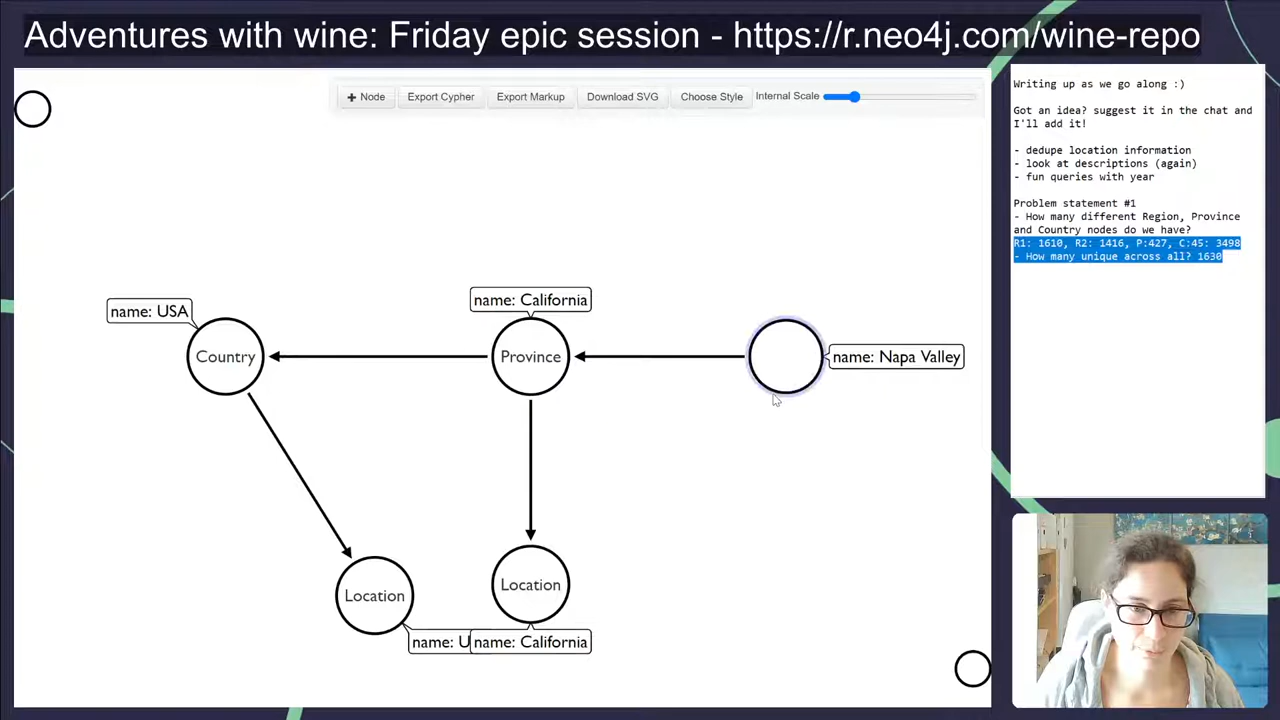 Adventures with wine: Friday epic session - https://r.neo4j.com/wine-repo
+ Node
Export Cypher
Export Markup
Download SVG
Choose Style
Internal Scale
name: USA
Country
name: California
Province
name: Napa Valley
Location
name: U
Location
name: California
Writing up as we go along :)
Got an idea? suggest it in the chat and
I'll add it!
- dedupe location information
- look at descriptions (again)
- fun queries with year
Problem statement #1
- How many different Region, Province
and Country nodes do we have?
R1: 1610, R2: 1416, P:427, C:45: 3498
- How many unique across all? 1630